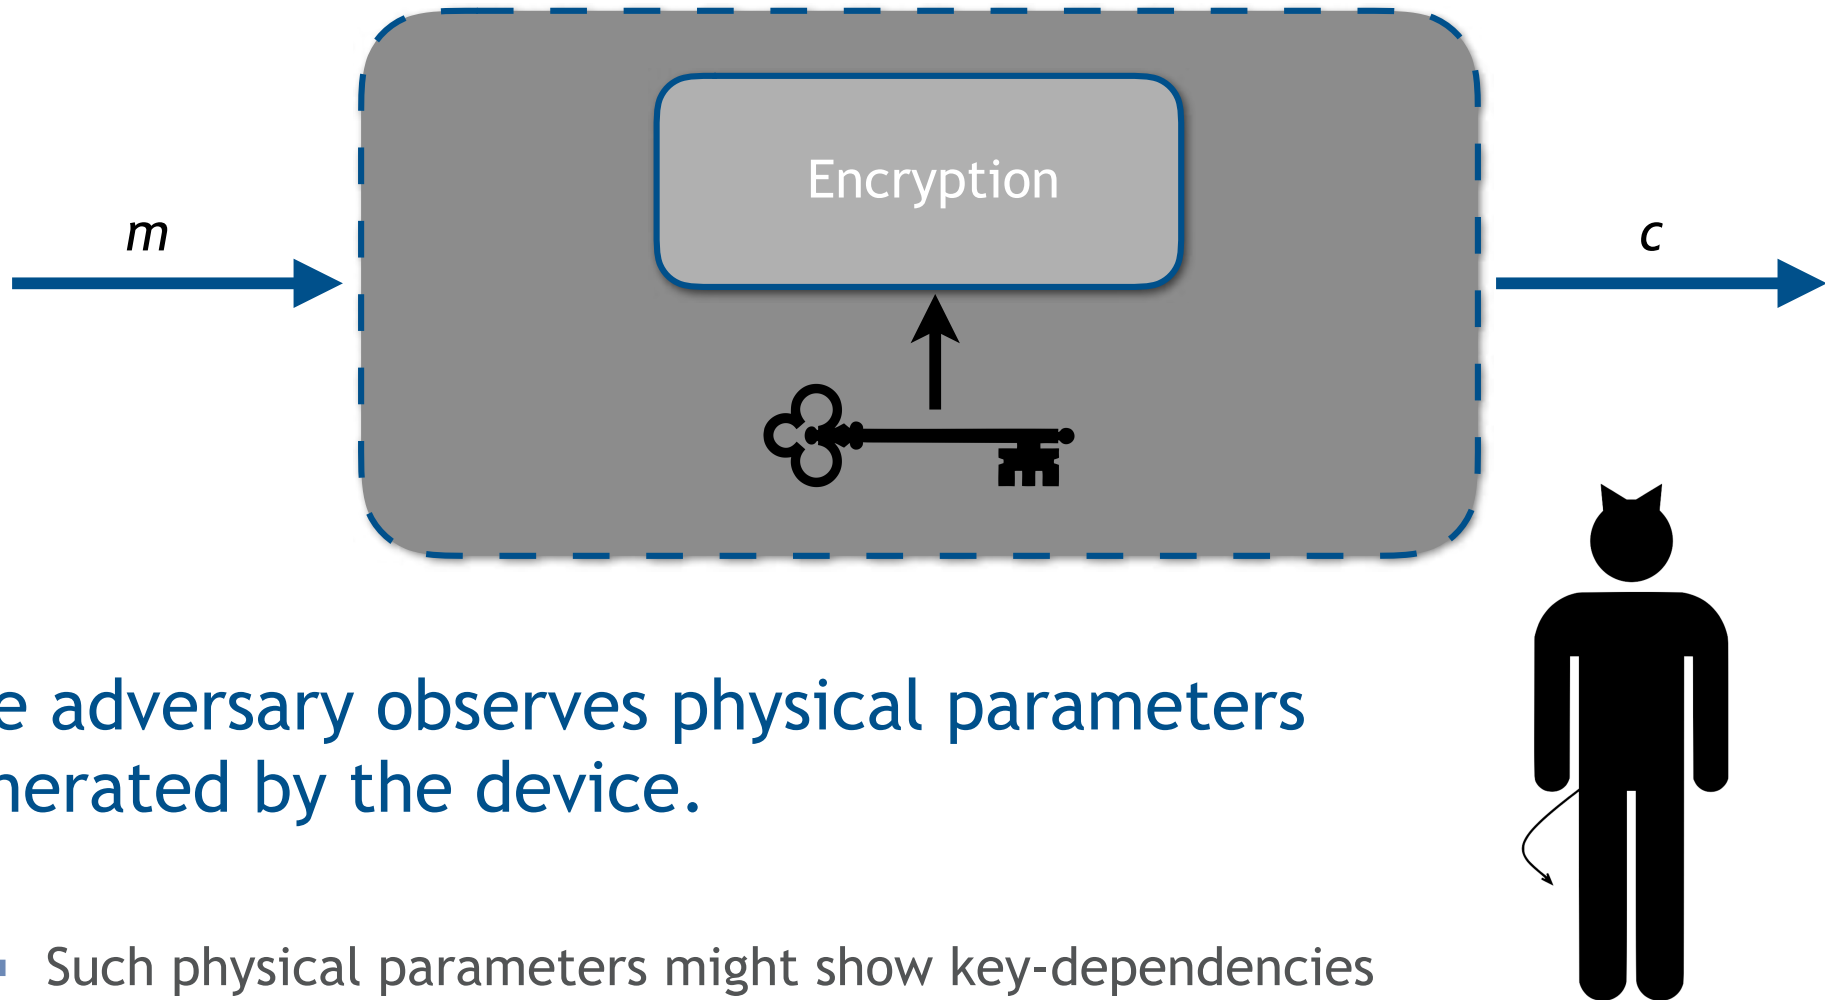 Encryption
m
c
e adversary observes physical parameters
nerated by the device.
Such physical parameters might show key-dependencies